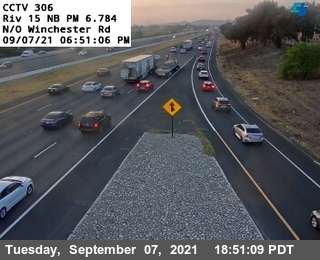 CCTV 306
Riv 15 NB PM 6.784
N/O Winchester Rd
09/07/21 06:51:06 PM
Tuesday, September 07, 2021 18:51:09 PDT